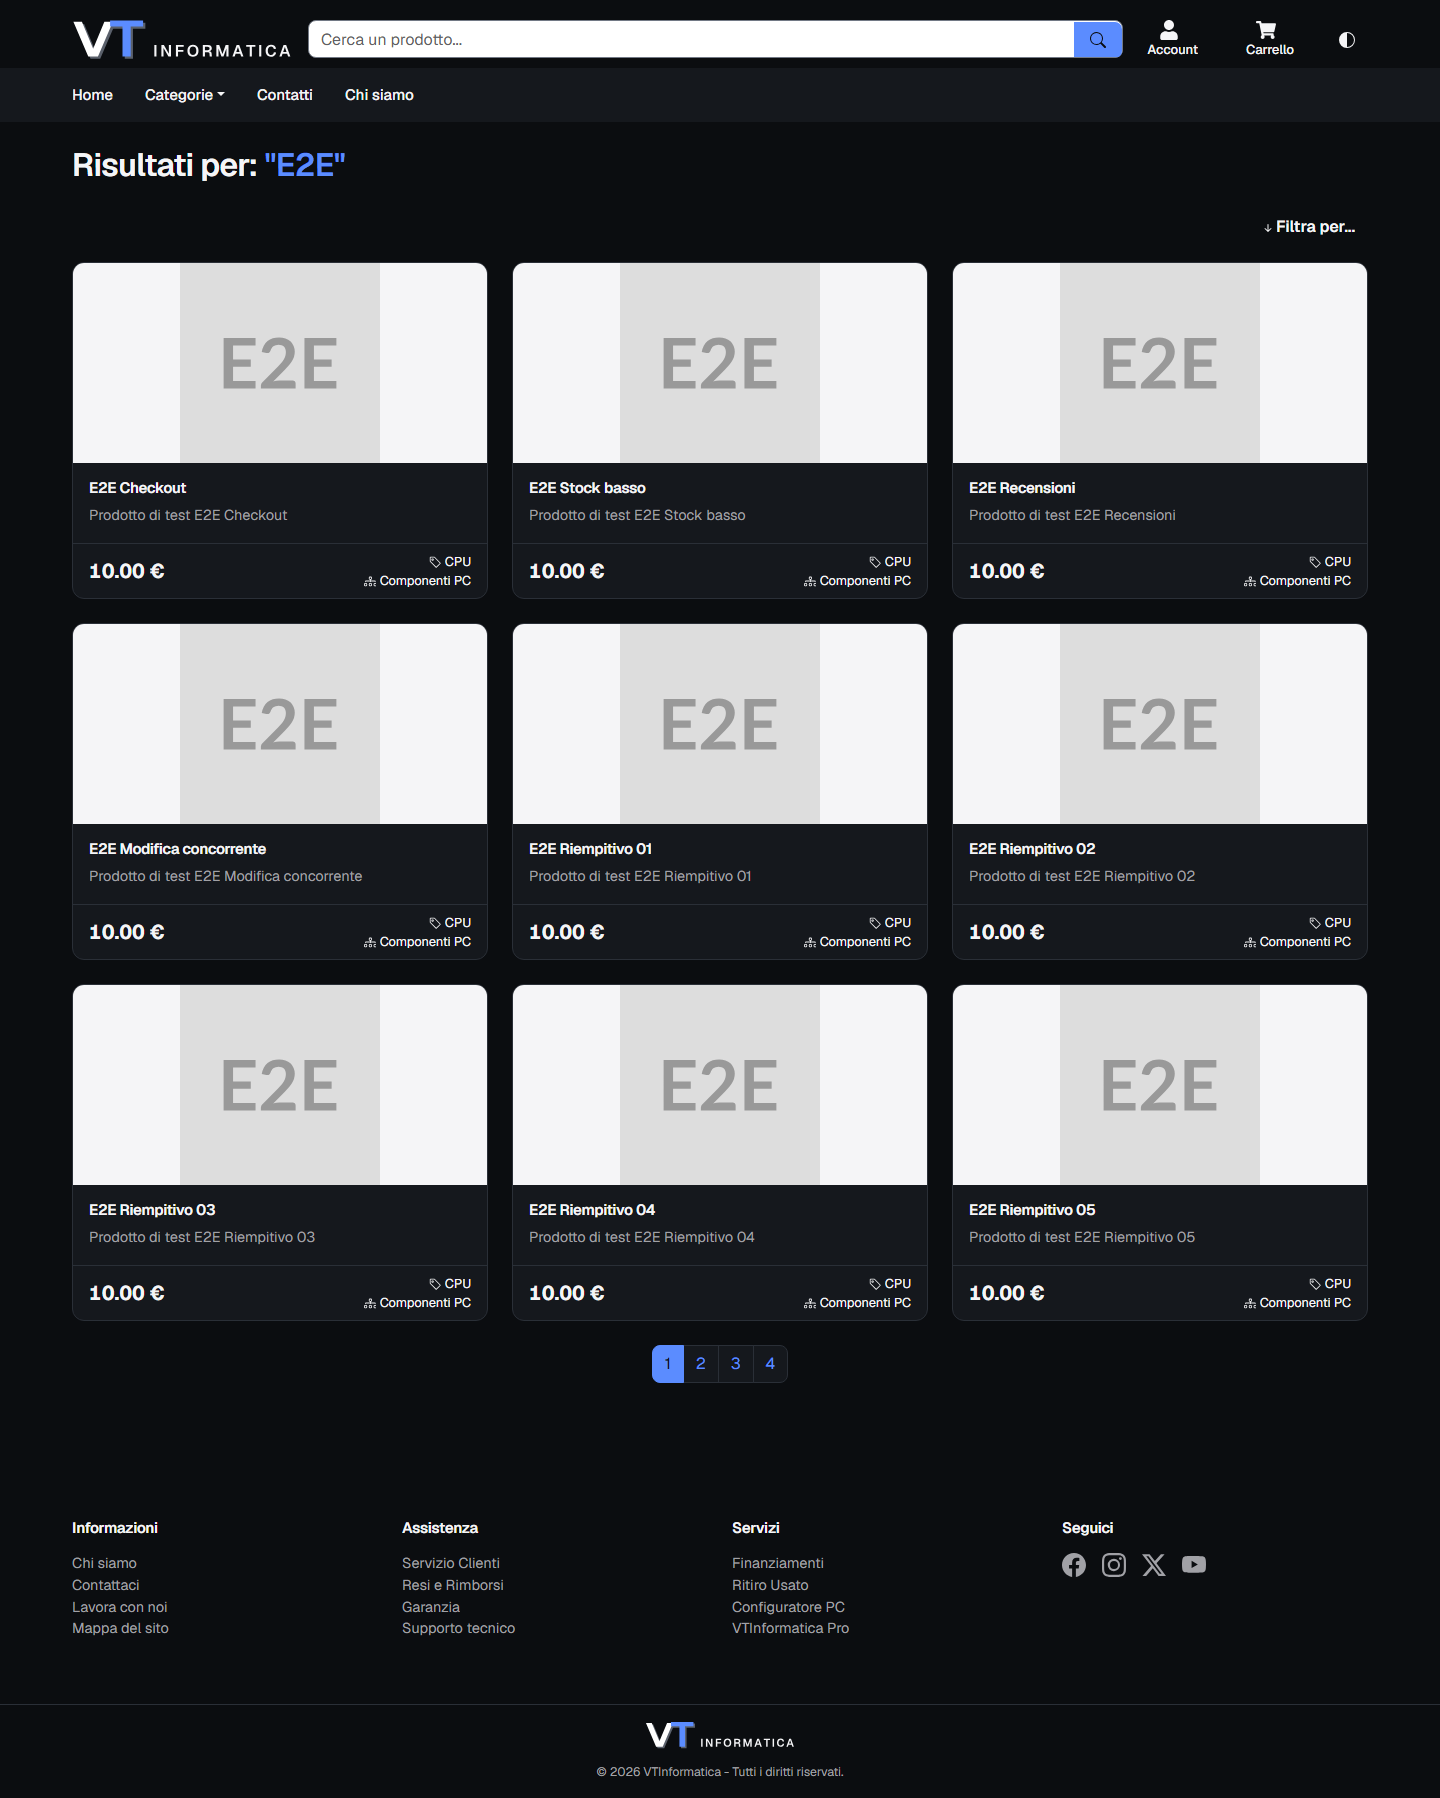 VT INFORMATICA
Cerca un prodotto...
Account
Carrello
Home
Categorie
Contatti
Chi siamo
Risultati per: "E2E"
↓ Filtra per...
E2E
E2E
E2E
E2E Checkout
Prodotto di test E2E Checkout
10.00 €
CPU
Componenti PC
E2E Stock basso
Prodotto di test E2E Stock basso
10.00 €
CPU
Componenti PC
E2E Recensioni
Prodotto di test E2E Recensioni
10.00 €
CPU
Componenti PC
E2E
E2E
E2E
E2E Modifica concorrente
Prodotto di test E2E Modifica concorrente
10.00 €
CPU
Componenti PC
E2E Riempitivo 01
Prodotto di test E2E Riempitivo 01
10.00 €
CPU
Componenti PC
E2E Riempitivo 02
Prodotto di test E2E Riempitivo 02
10.00 €
CPU
Componenti PC
E2E
E2E
E2E
E2E Riempitivo 03
Prodotto di test E2E Riempitivo 03
10.00 €
CPU
Componenti PC
E2E Riempitivo 04
Prodotto di test E2E Riempitivo 04
10.00 €
CPU
Componenti PC
E2E Riempitivo 05
Prodotto di test E2E Riempitivo 05
10.00 €
CPU
Componenti PC
1 2 3 4
Informazioni
Chi siamo
Contattaci
Lavora con noi
Mappa del sito
Assistenza
Servizio Clienti
Resi e Rimborsi
Garanzia
Supporto tecnico
Servizi
Finanziamenti
Ritiro Usato
Configuratore PC
VTInformatica Pro
Seguici
VT INFORMATICA
© 2026 VTInformatica - Tutti i diritti riservati.